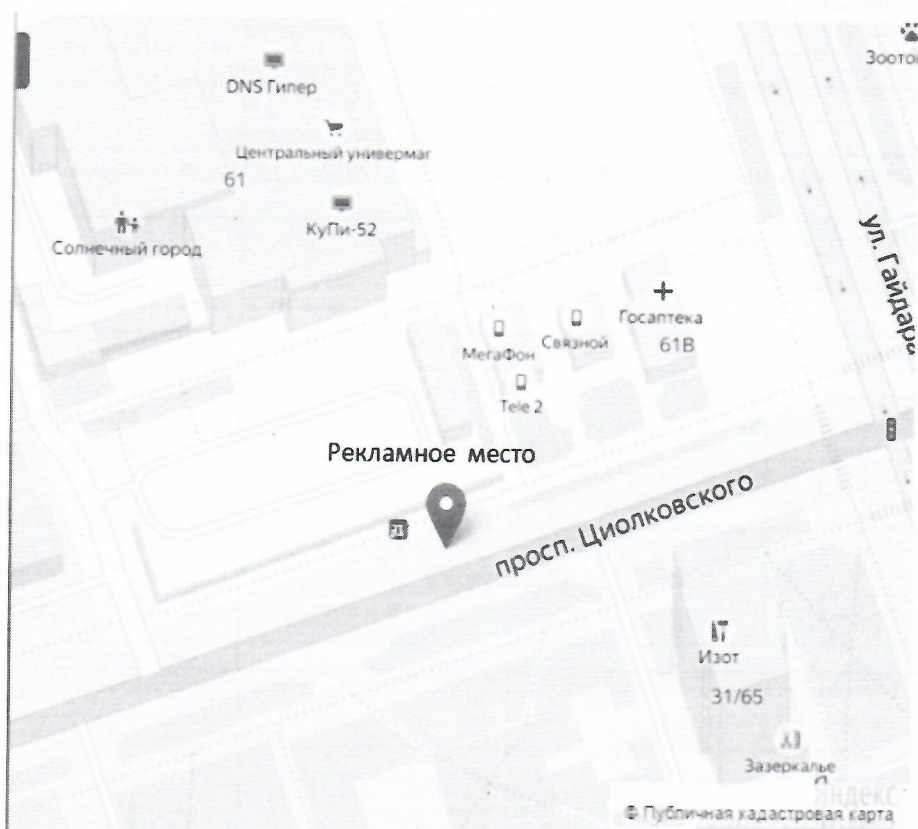 DNS Гипер
Зоото
Центральный универмаг
61
КуПи-52
Солнечный город
ул. Гайдара
Госаптека
61В
Связной
МегаФон
Tele 2
Рекламное место
просп. Циолковского
Изот
31/65
Зазеркалье
Яндекс
© Публичная кадастровая карта